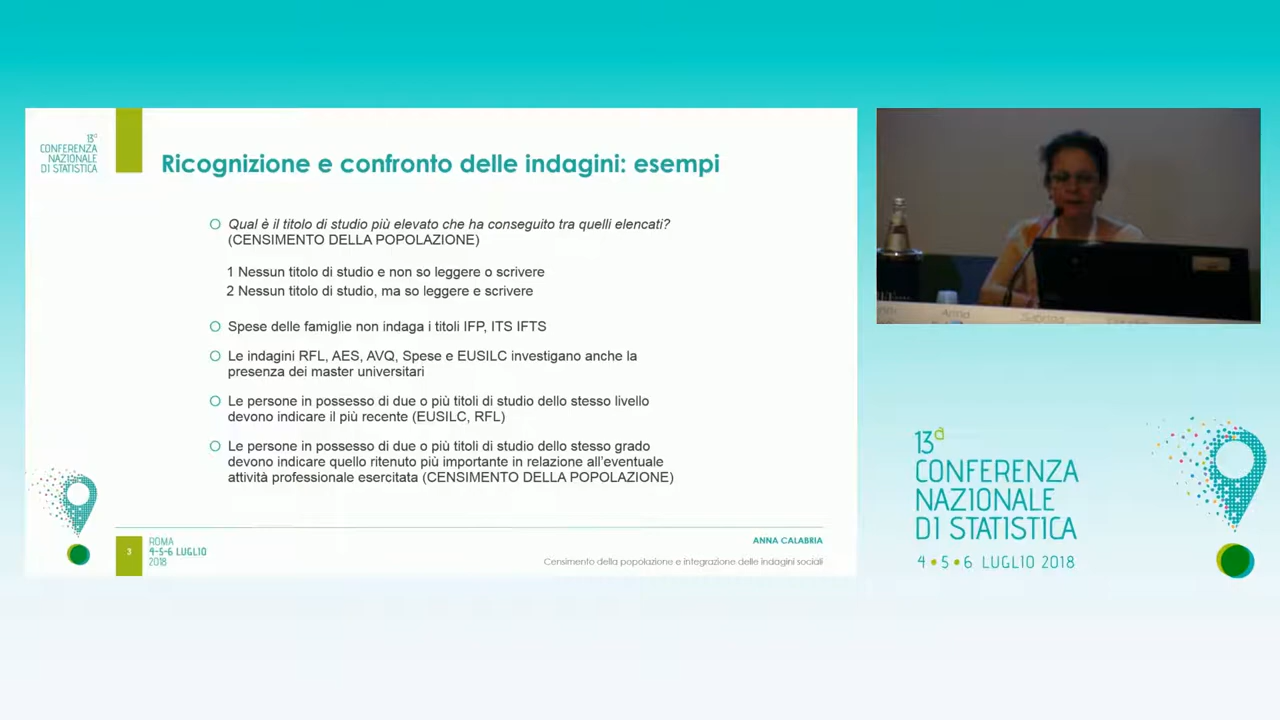 13a
CONFERENZA
NAZIONALE
DI STATISTICA
Ricognizione e confronto delle indagini: esempi
Qual è il titolo di studio più elevato che ha conseguito tra quelli elencati?
(CENSIMENTO DELLA POPOLAZIONE)
1 Nessun titolo di studio e non so leggere o scrivere
2 Nessun titolo di studio, ma so leggere e scrivere
Spese delle famiglie non indaga i titoli IFP, ITS IFTS
Le indagini RFL, AES, AVQ, Spese e EUSILC investigano anche la
presenza dei master universitari
Le persone in possesso di due o più titoli di studio dello stesso livello
devono indicare il più recente (EUSILC, RFL)
Le persone in possesso di due o più titoli di studio dello stesso grado
devono indicare quello ritenuto più importante in relazione all'eventuale
attività professionale esercitata (CENSIMENTO DELLA POPOLAZIONE)
3
ROMA
4-5-6 LUGLIO
2018
ANNA CALABRIA
Censimento della popolazione e integrazione delle indagini sociali
Anna
13a
CONFERENZA
NAZIONALE
DI STATISTICA
4•5•6 LUGLIO 2018